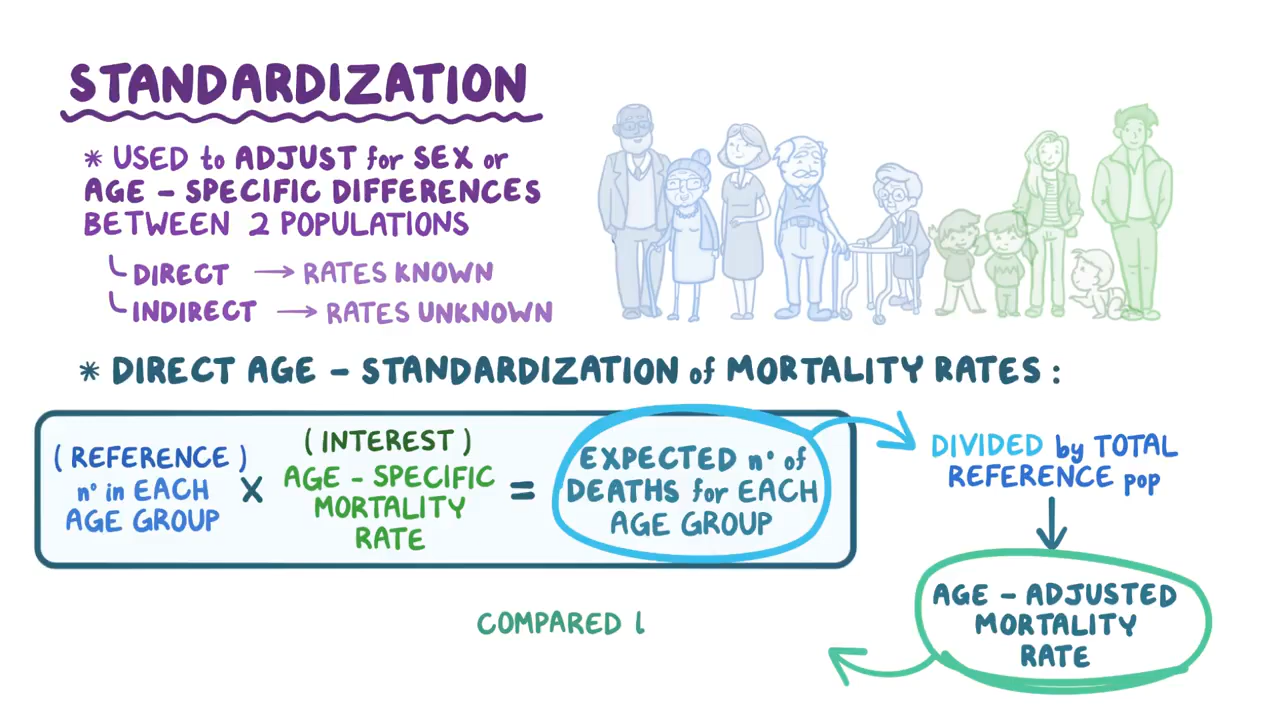 STANDARDIZATION
* USED to ADJUST for SEX or
AGE - SPECIFIC DIFFERENCES
BETWEEN 2 POPULATIONS
DIRECT → RATES KNOWN
INDIRECT → RATES UNKNOWN
* DIRECT AGE - STANDARDIZATION of MORTALITY RATES :
(REFERENCE)
n° in EACH
AGE GROUP
X
(INTEREST)
AGE - SPECIFIC
MORTALITY
RATE
=
EXPECTED n° of
DEATHS for EACH
AGE GROUP
DIVIDED by TOTAL
REFERENCE pop
AGE - ADJUSTED
MORTALITY
RATE
COMPARED